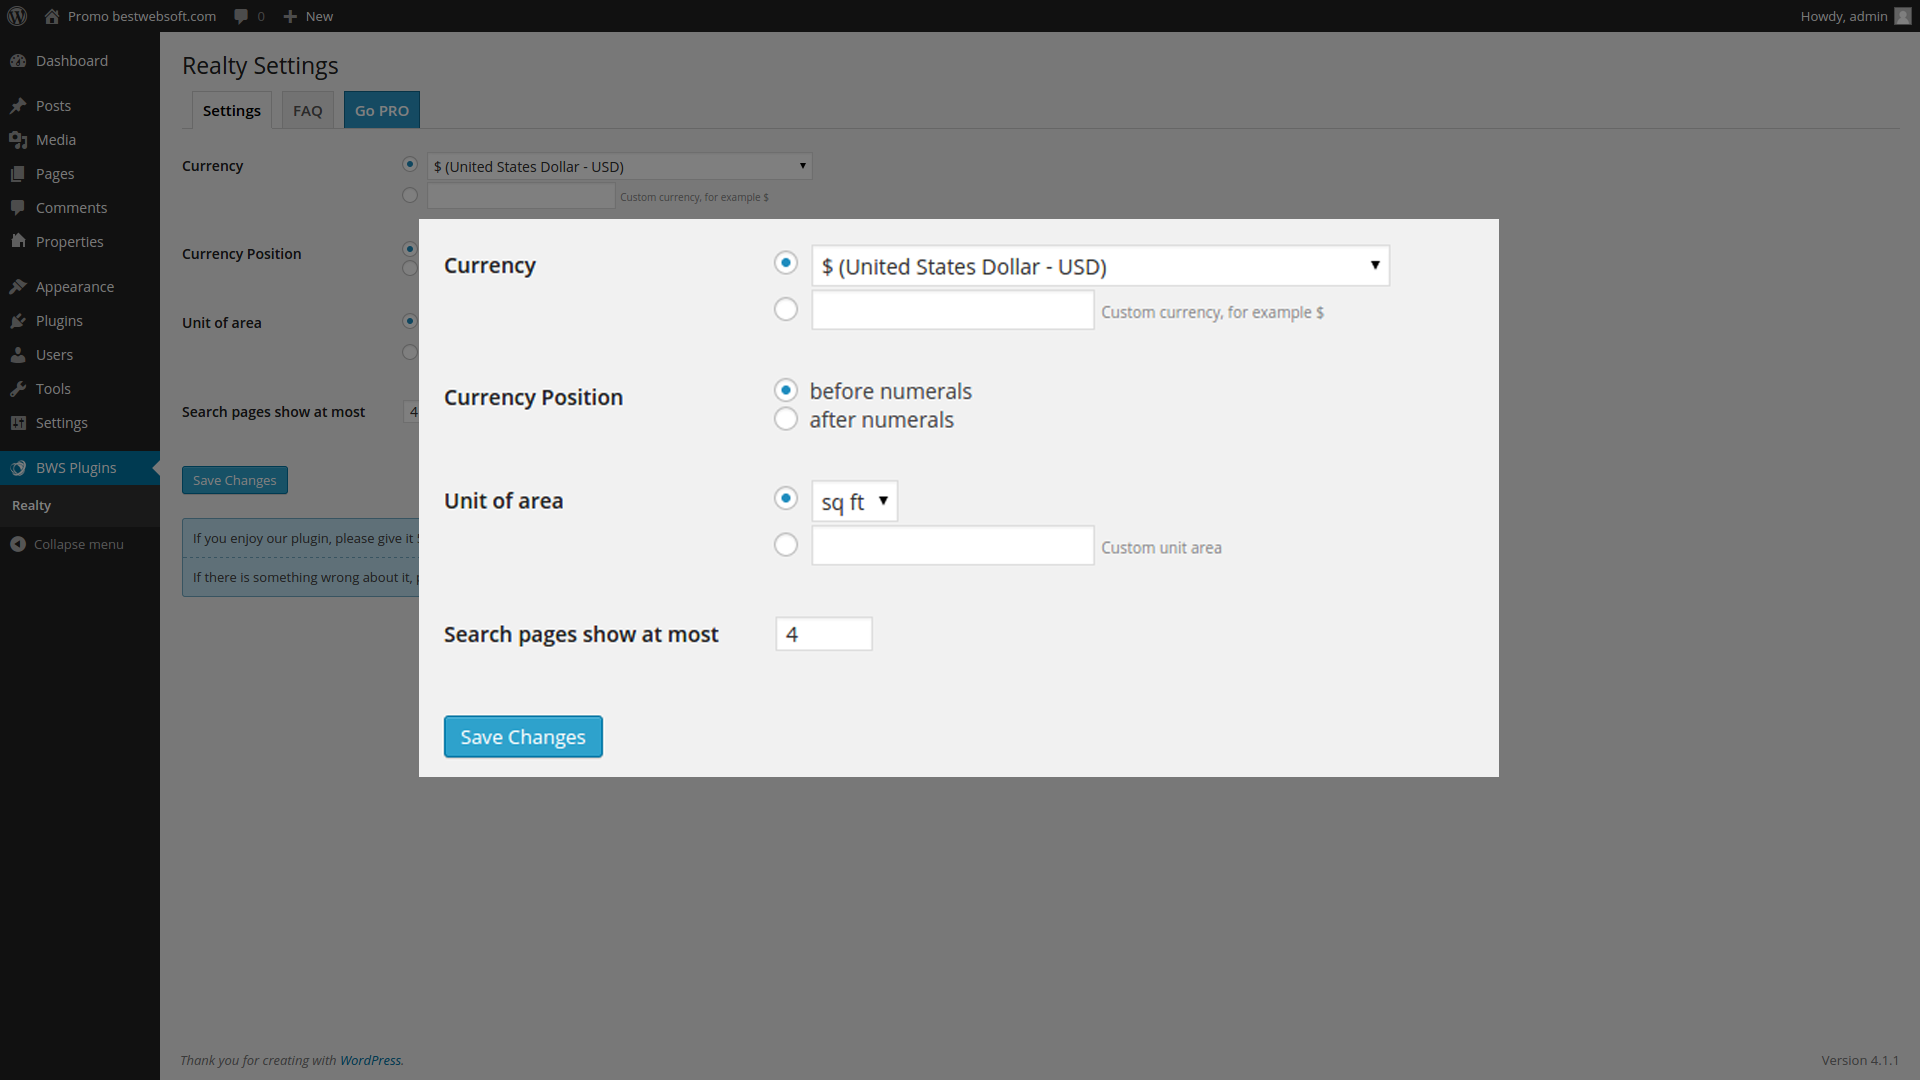 Promo bestwebsoft.com 0 New Howdy, admin
Dashboard
Posts
Media
Pages
Comments
Properties
Appearance
Plugins
Users
Tools
Settings
BWS Plugins
Realty
Collapse menu
Realty Settings
Settings FAQ Go PRO
Currency $ (United States Dollar - USD)
Custom currency, for example $
Currency Position
Unit of area
Search pages show at most 4
Save Changes
If you enjoy our plugin, please give it
If there is something wrong about it,
Currency $ (United States Dollar - USD)
Custom currency, for example $
Currency Position before numerals
after numerals
Unit of area sq ft
Custom unit area
Search pages show at most 4
Save Changes
Thank you for creating with WordPress. Version 4.1.1